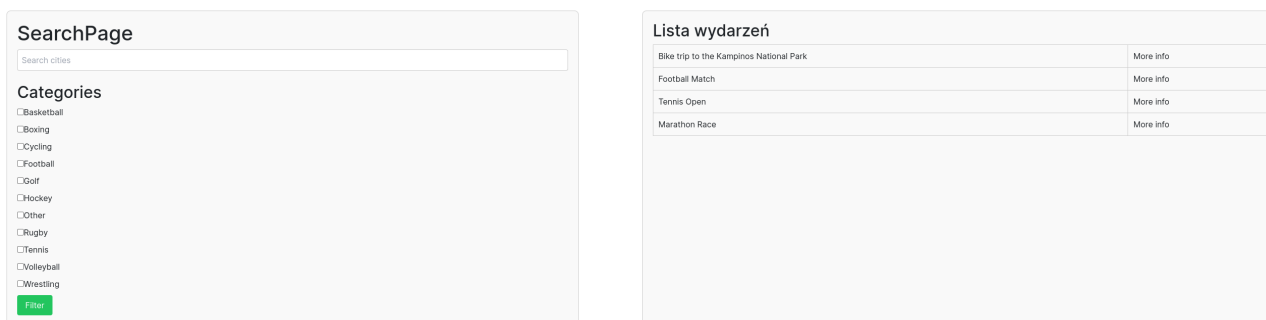 SearchPage
Search cities
Categories
Basketball
Boxing
Cycling
Football
Golf
Hockey
Other
Rugby
Tennis
Volleyball
Wrestling
Filter
Lista wydarzeń
Bike trip to the Kampinos National Park More info
Football Match More info
Tennis Open More info
Marathon Race More info